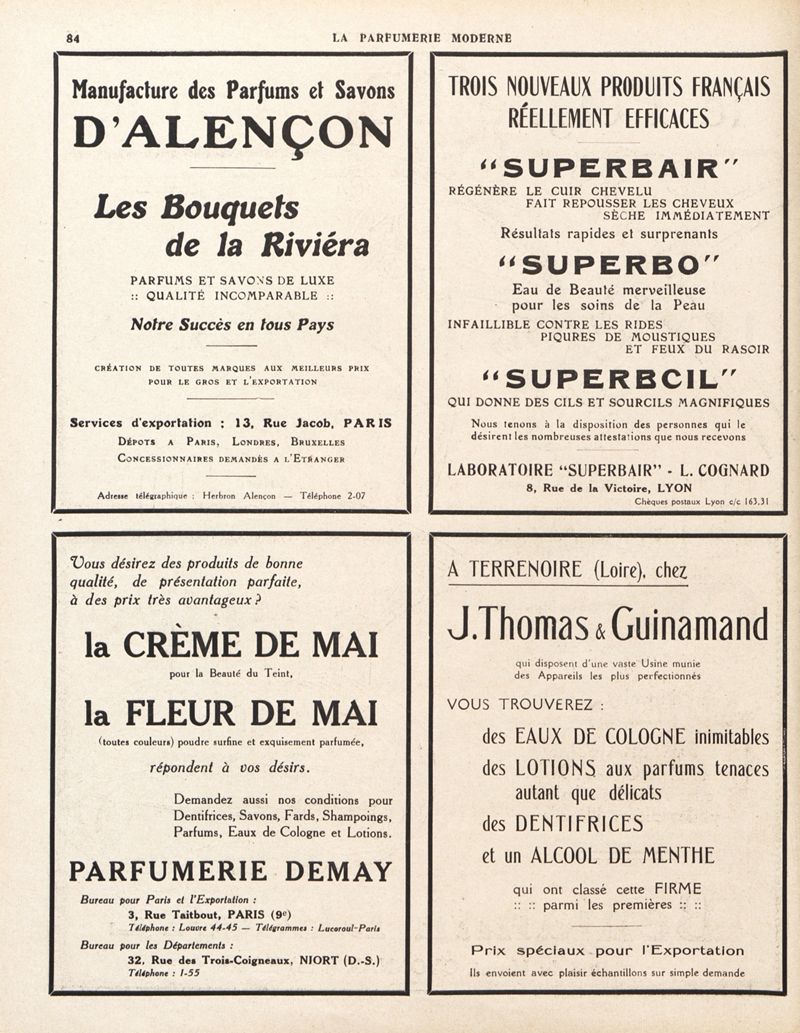 84
LA PARFUMERIE MODERNE
Manufacture des Parfums et Savons
D'ALENÇON
Les Bouquets
de la Riviéra
PARFUMS ET SAVONS DE LUXE
:: QUALITÉ INCOMPARABLE ::
Notre Succès en tous Pays
CRÉATION DE TOUTES MARQUES AUX MEILLEURS PRIX
POUR LE GROS ET L'EXPORTATION
Services d'exportation : 13, Rue Jacob, PARIS
DÉPOTS A PARIS, LONDRES, BRUXELLES
CONCESSIONNAIRES DEMANDÉS A L'ETRANGER
Adresse télégraphique : Herbron Alençon — Téléphone 2-07
TROIS NOUVEAUX PRODUITS FRANÇAIS
RÉELLEMENT EFFICACES
"SUPERBAIR"
RÉGÉNÈRE LE CUIR CHEVELU
FAIT REPOUSSER LES CHEVEUX
SÈCHE IMMÉDIATEMENT
Résultats rapides et surprenants
"SUPERBO"
Eau de Beauté merveilleuse
pour les soins de la Peau
INFAILLIBLE CONTRE LES RIDES
PIQURES DE MOUSTIQUES
ET FEUX DU RASOIR
"SUPERBCIL"
QUI DONNE DES CILS ET SOURCILS MAGNIFIQUES
Nous tenons à la disposition des personnes qui le
désirent les nombreuses attestations que nous recevons
LABORATOIRE "SUPERBAIR" - L. COGNARD
8, Rue de la Victoire, LYON
Chèques postaux Lyon c/c 163.31
Vous désirez des produits de bonne
qualité, de présentation parfaite,
à des prix très avantageux ?
la CRÈME DE MAI
pour la Beauté du Teint,
la FLEUR DE MAI
(toutes couleurs) poudre surfine et exquisement parfumée,
répondent à vos désirs.
Demandez aussi nos conditions pour
Dentifrices, Savons, Fards, Shampoings,
Parfums, Eaux de Cologne et Lotions.
PARFUMERIE DEMAY
Bureau pour Paris et l'Exportation :
3, Rue Taitbout, PARIS (9e)
Téléphone : Louvre 44-45 — Télégrammes : Lucoroul-Paris
Bureau pour les Départements :
32, Rue des Trois-Coigneaux, NIORT (D.-S.)
Téléphone : 1-55
A TERRENOIRE (Loire), chez
J. Thomas & Guinamand
qui disposent d'une vaste Usine munie
des Appareils les plus perfectionnés
VOUS TROUVEREZ :
des EAUX DE COLOGNE inimitables
des LOTIONS aux parfums tenaces
autant que délicats
des DENTIFRICES
et un ALCOOL DE MENTHE
qui ont classé cette FIRME
:: :: parmi les premières :: ::
Prix spéciaux pour l'Exportation
Ils envoient avec plaisir échantillons sur simple demande